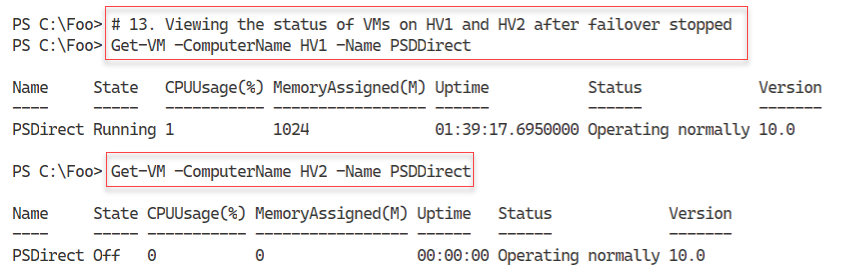 PS C:\Foo> # 13. Viewing the status of VMs on HV1 and HV2 after failover stopped
PS C:\Foo> Get-VM -ComputerName HV1 -Name PSDDirect
Name State CPUUsage(%) MemoryAssigned(M) Uptime Status Version
---- ----- ----------- ----------------- ------ ------ -------
PSDirect Running 1 1024 01:39:17.6950000 Operating normally 10.0
PS C:\Foo> Get-VM -ComputerName HV2 -Name PSDDirect
Name State CPUUsage(%) MemoryAssigned(M) Uptime Status Version
---- ----- ----------- ----------------- ------ ------ -------
PSDirect Off 0 0 00:00:00 Operating normally 10.0